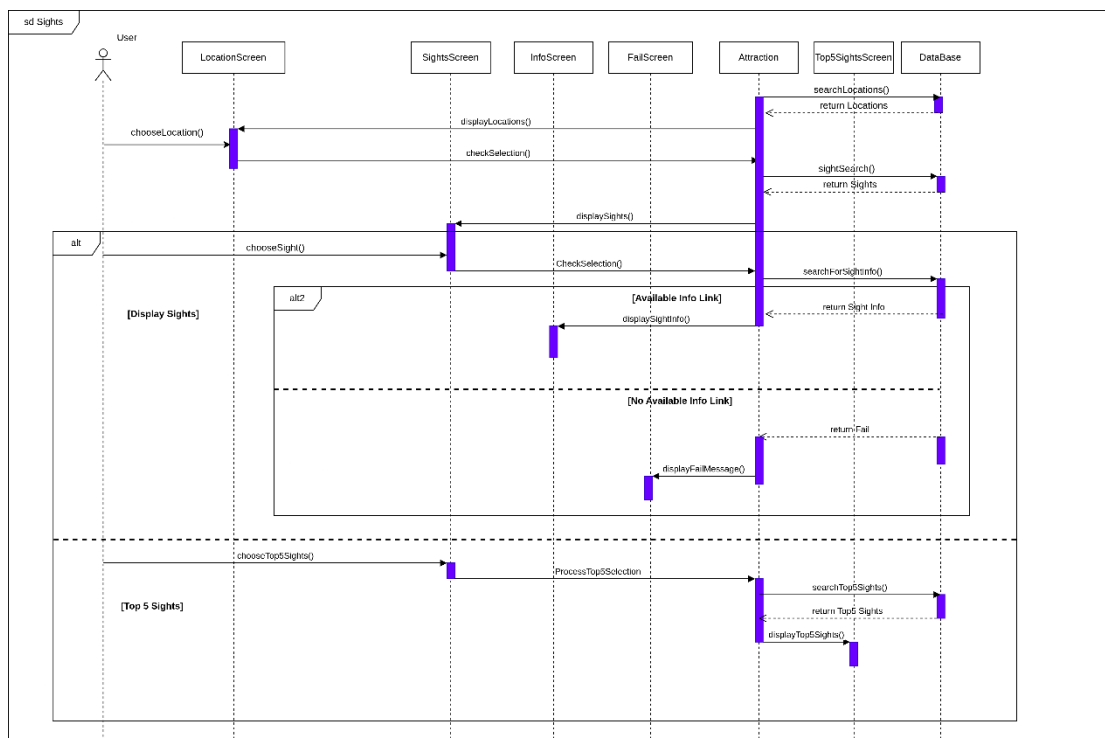 sd Sights
User
LocationScreen
SightsScreen
InfoScreen
FailScreen
Attraction
Top5SightsScreen
DataBase
searchLocations()
return Locations
displayLocations()
chooseLocation()
checkSelection()
sightSearch()
return Sights
displaySights()
alt
chooseSight()
CheckSelection()
searchForSightInfo()
alt2
[Available Info Link]
[Display Sights]
return Sight Info
displaySightInfo()
[No Available Info Link]
return Fail
displayFailMessage()
chooseTop5Sights()
ProcessTop5Selection
searchTop5Sights()
[Top 5 Sights]
return Top5 Sights
displayTop5Sights()